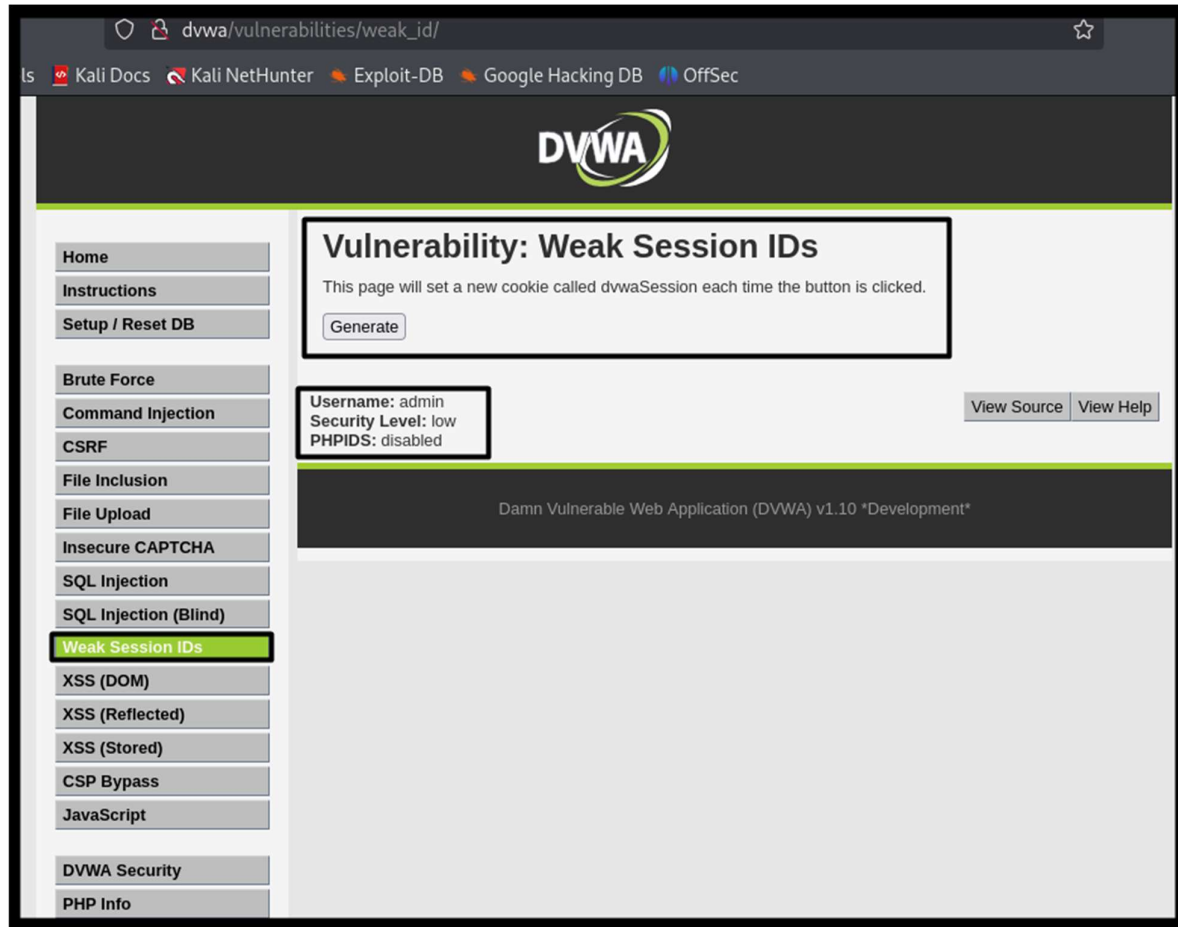 dvwa/vulnerabilities/weak_id/
ls Kali Docs Kali NetHunter Exploit-DB Google Hacking DB OffSec
DVWA
Home
Instructions
Setup / Reset DB
Brute Force
Command Injection
CSRF
File Inclusion
File Upload
Insecure CAPTCHA
SQL Injection
SQL Injection (Blind)
Weak Session IDs
XSS (DOM)
XSS (Reflected)
XSS (Stored)
CSP Bypass
JavaScript
DVWA Security
PHP Info
Vulnerability: Weak Session IDs
This page will set a new cookie called dvwaSession each time the button is clicked.
Generate
Username: admin
Security Level: low
PHPIDS: disabled
View Source View Help
Damn Vulnerable Web Application (DVWA) v1.10 *Development*